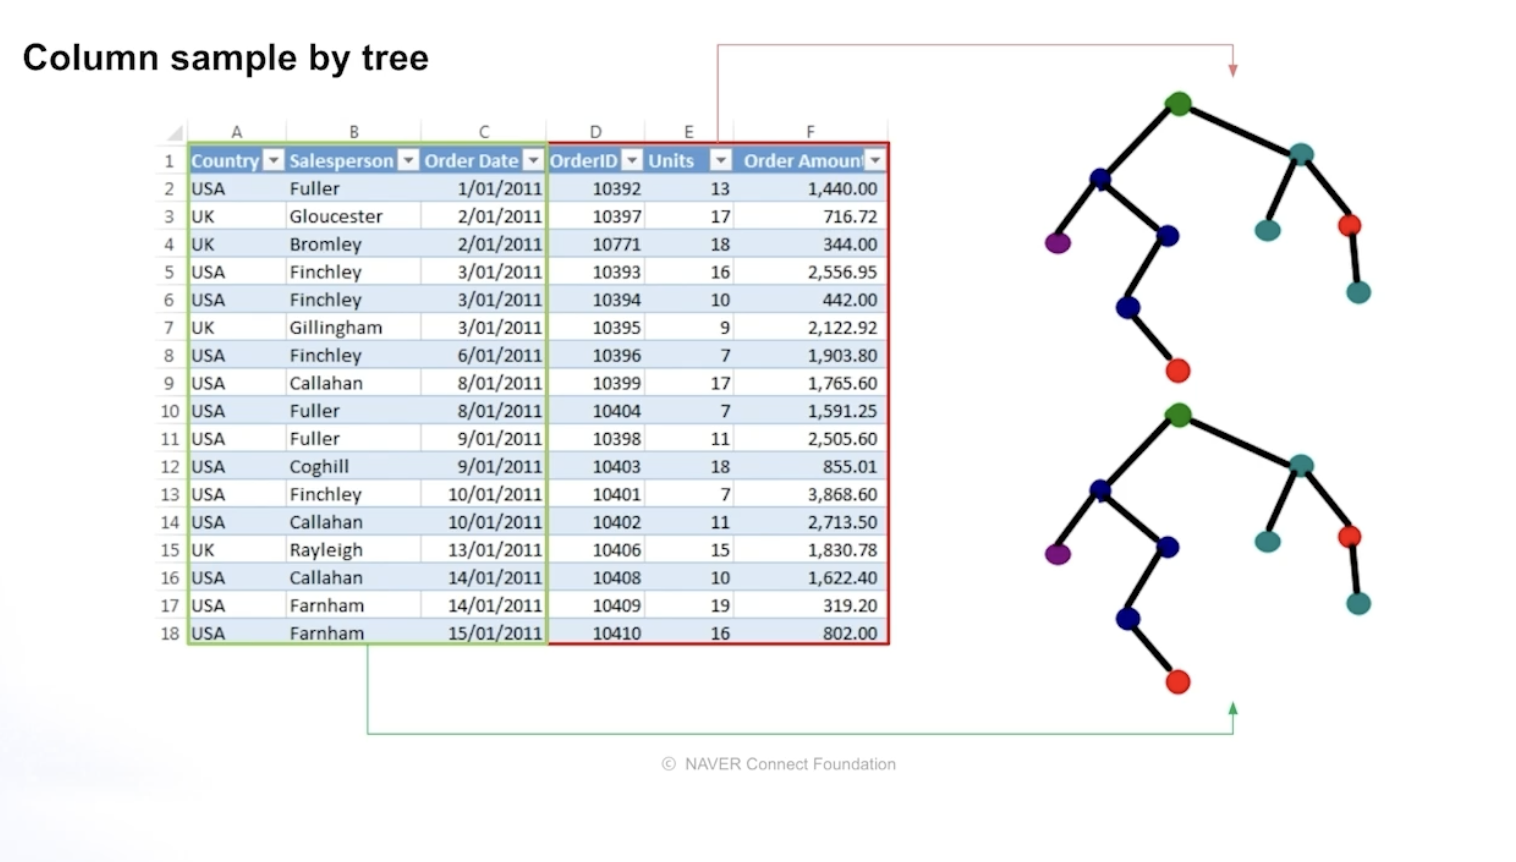 Column sample by tree
A B C D E F
1 Country Salesperson Order Date OrderID Units Order Amount
2 USA Fuller 1/01/2011 10392 13 1,440.00
3 UK Gloucester 2/01/2011 10397 17 716.72
4 UK Bromley 2/01/2011 10771 18 344.00
5 USA Finchley 3/01/2011 10393 16 2,556.95
6 USA Finchley 3/01/2011 10394 10 442.00
7 UK Gillingham 3/01/2011 10395 9 2,122.92
8 USA Finchley 6/01/2011 10396 7 1,903.80
9 USA Callahan 8/01/2011 10399 17 1,765.60
10 USA Fuller 8/01/2011 10404 7 1,591.25
11 USA Fuller 9/01/2011 10398 11 2,505.60
12 USA Coghill 9/01/2011 10403 18 855.01
13 USA Finchley 10/01/2011 10401 7 3,868.60
14 USA Callahan 10/01/2011 10402 11 2,713.50
15 UK Rayleigh 13/01/2011 10406 15 1,830.78
16 USA Callahan 14/01/2011 10408 10 1,622.40
17 USA Farnham 14/01/2011 10409 19 319.20
18 USA Farnham 15/01/2011 10410 16 802.00
© NAVER Connect Foundation